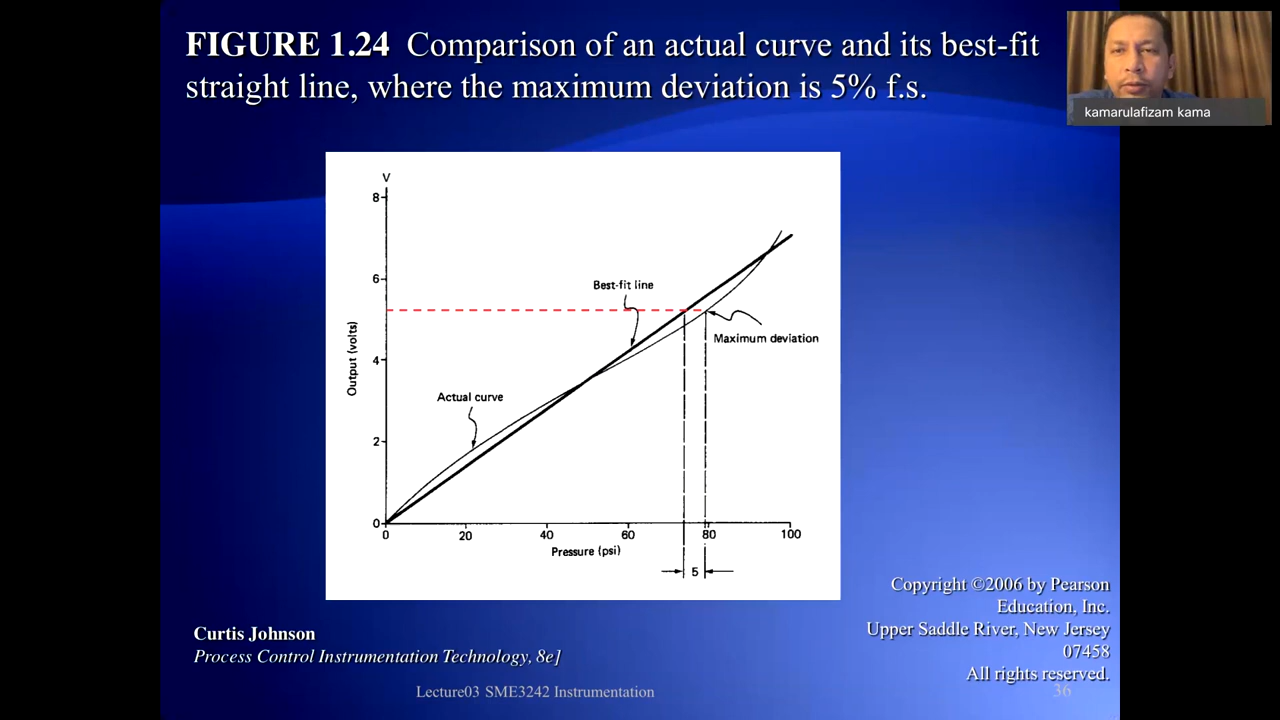 FIGURE 1.24 Comparison of an actual curve and its best-fit
straight line, where the maximum deviation is 5% f.s.
kamarulafizam kama
V
8
6
4
2
0
Output (volts)
Best-fit line
Maximum deviation
Actual curve
0 20 40 60 80 100
Pressure (psi)
5
Copyright ©2006 by Pearson
Education, Inc.
Upper Saddle River, New Jersey
07458
All rights reserved.
Curtis Johnson
Process Control Instrumentation Technology, 8e]
Lecture03 SME3242 Instrumentation
36